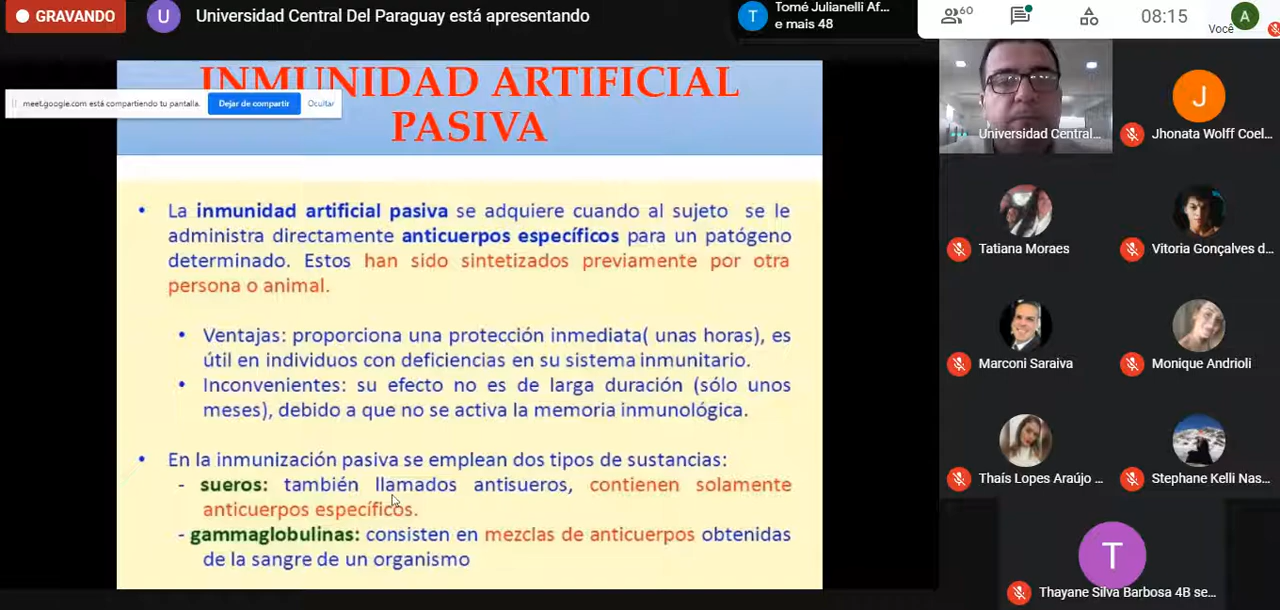 GRAVANDO
U
Universidad Central Del Paraguay está apresentando
T
Tomé Julianelli Af...
e mais 48
60
08:15
Você
A
INMUNIDAD ARTIFICIAL
PASIVA
meet.google.com está compartiendo tu pantalla.
Dejar de compartir
Ocultar
La inmunidad artificial pasiva se adquiere cuando al sujeto se le
administra directamente anticuerpos específicos para un patógeno
determinado. Estos han sido sintetizados previamente por otra
persona o animal.
• Ventajas: proporciona una protección inmediata( unas horas), es
útil en individuos con deficiencias en su sistema inmunitario.
• Inconvenientes: su efecto no es de larga duración (sólo unos
meses), debido a que no se activa la memoria inmunológica.
• En la inmunización pasiva se emplean dos tipos de sustancias:
- sueros: también llamados antisueros, contienen solamente
anticuerpos específicos.
- gammaglobulinas: consisten en mezclas de anticuerpos obtenidas
de la sangre de un organismo
Universidad Central...
J
Jhonata Wolff Coel...
Tatiana Moraes
Vitoria Gonçalves d...
Marconi Saraiva
Monique Andrioli
Thaís Lopes Araújo ...
Stephane Kelli Nas...
T
Thayane Silva Barbosa 4B se...